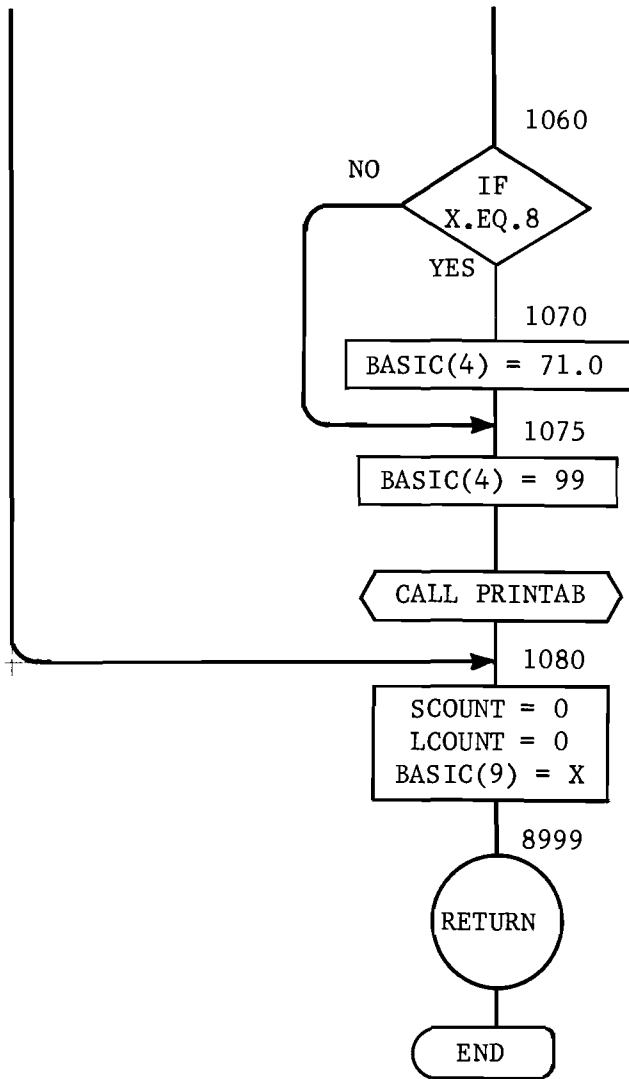 1060
NO
IF
X.EQ.8
YES
1070
BASIC(4) = 71.0
1075
BASIC(4) = 99
CALL PRINTAB
1080
SCOUNT = 0
LCOUNT = 0
BASIC(9) = X
8999
RETURN
END